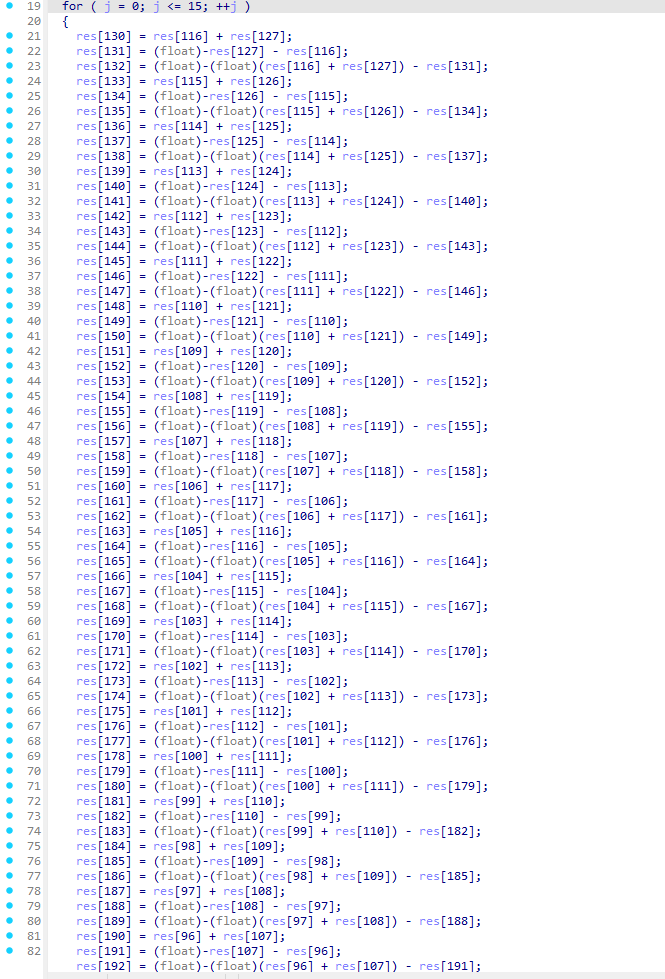 19 for ( j = 0; j <= 15; ++j )
20 {
21 res[130] = res[116] + res[127];
22 res[131] = (float)-res[127] - res[116];
23 res[132] = (float)-(float)(res[116] + res[127]) - res[131];
24 res[133] = res[115] + res[126];
25 res[134] = (float)-res[126] - res[115];
26 res[135] = (float)-(float)(res[115] + res[126]) - res[134];
27 res[136] = res[114] + res[125];
28 res[137] = (float)-res[125] - res[114];
29 res[138] = (float)-(float)(res[114] + res[125]) - res[137];
30 res[139] = res[113] + res[124];
31 res[140] = (float)-res[124] - res[113];
32 res[141] = (float)-(float)(res[113] + res[124]) - res[140];
33 res[142] = res[112] + res[123];
34 res[143] = (float)-res[123] - res[112];
35 res[144] = (float)-(float)(res[112] + res[123]) - res[143];
36 res[145] = res[111] + res[122];
37 res[146] = (float)-res[122] - res[111];
38 res[147] = (float)-(float)(res[111] + res[122]) - res[146];
39 res[148] = res[110] + res[121];
40 res[149] = (float)-res[121] - res[110];
41 res[150] = (float)-(float)(res[110] + res[121]) - res[149];
42 res[151] = res[109] + res[120];
43 res[152] = (float)-res[120] - res[109];
44 res[153] = (float)-(float)(res[109] + res[120]) - res[152];
45 res[154] = res[108] + res[119];
46 res[155] = (float)-res[119] - res[108];
47 res[156] = (float)-(float)(res[108] + res[119]) - res[155];
48 res[157] = res[107] + res[118];
49 res[158] = (float)-res[118] - res[107];
50 res[159] = (float)-(float)(res[107] + res[118]) - res[158];
51 res[160] = res[106] + res[117];
52 res[161] = (float)-res[117] - res[106];
53 res[162] = (float)-(float)(res[106] + res[117]) - res[161];
54 res[163] = res[105] + res[116];
55 res[164] = (float)-res[116] - res[105];
56 res[165] = (float)-(float)(res[105] + res[116]) - res[164];
57 res[166] = res[104] + res[115];
58 res[167] = (float)-res[115] - res[104];
59 res[168] = (float)-(float)(res[104] + res[115]) - res[167];
60 res[169] = res[103] + res[114];
61 res[170] = (float)-res[114] - res[103];
62 res[171] = (float)-(float)(res[103] + res[114]) - res[170];
63 res[172] = res[102] + res[113];
64 res[173] = (float)-res[113] - res[102];
65 res[174] = (float)-(float)(res[102] + res[113]) - res[173];
66 res[175] = res[101] + res[112];
67 res[176] = (float)-res[112] - res[101];
68 res[177] = (float)-(float)(res[101] + res[112]) - res[176];
69 res[178] = res[100] + res[111];
70 res[179] = (float)-res[111] - res[100];
71 res[180] = (float)-(float)(res[100] + res[111]) - res[179];
72 res[181] = res[99] + res[110];
73 res[182] = (float)-res[110] - res[99];
74 res[183] = (float)-(float)(res[99] + res[110]) - res[182];
75 res[184] = res[98] + res[109];
76 res[185] = (float)-res[109] - res[98];
77 res[186] = (float)-(float)(res[98] + res[109]) - res[185];
78 res[187] = res[97] + res[108];
79 res[188] = (float)-res[108] - res[97];
80 res[189] = (float)-(float)(res[97] + res[108]) - res[188];
81 res[190] = res[96] + res[107];
82 res[191] = (float)-res[107] - res[96];
res[192] = (float)-(float)(res[96] + res[107]) - res[191];